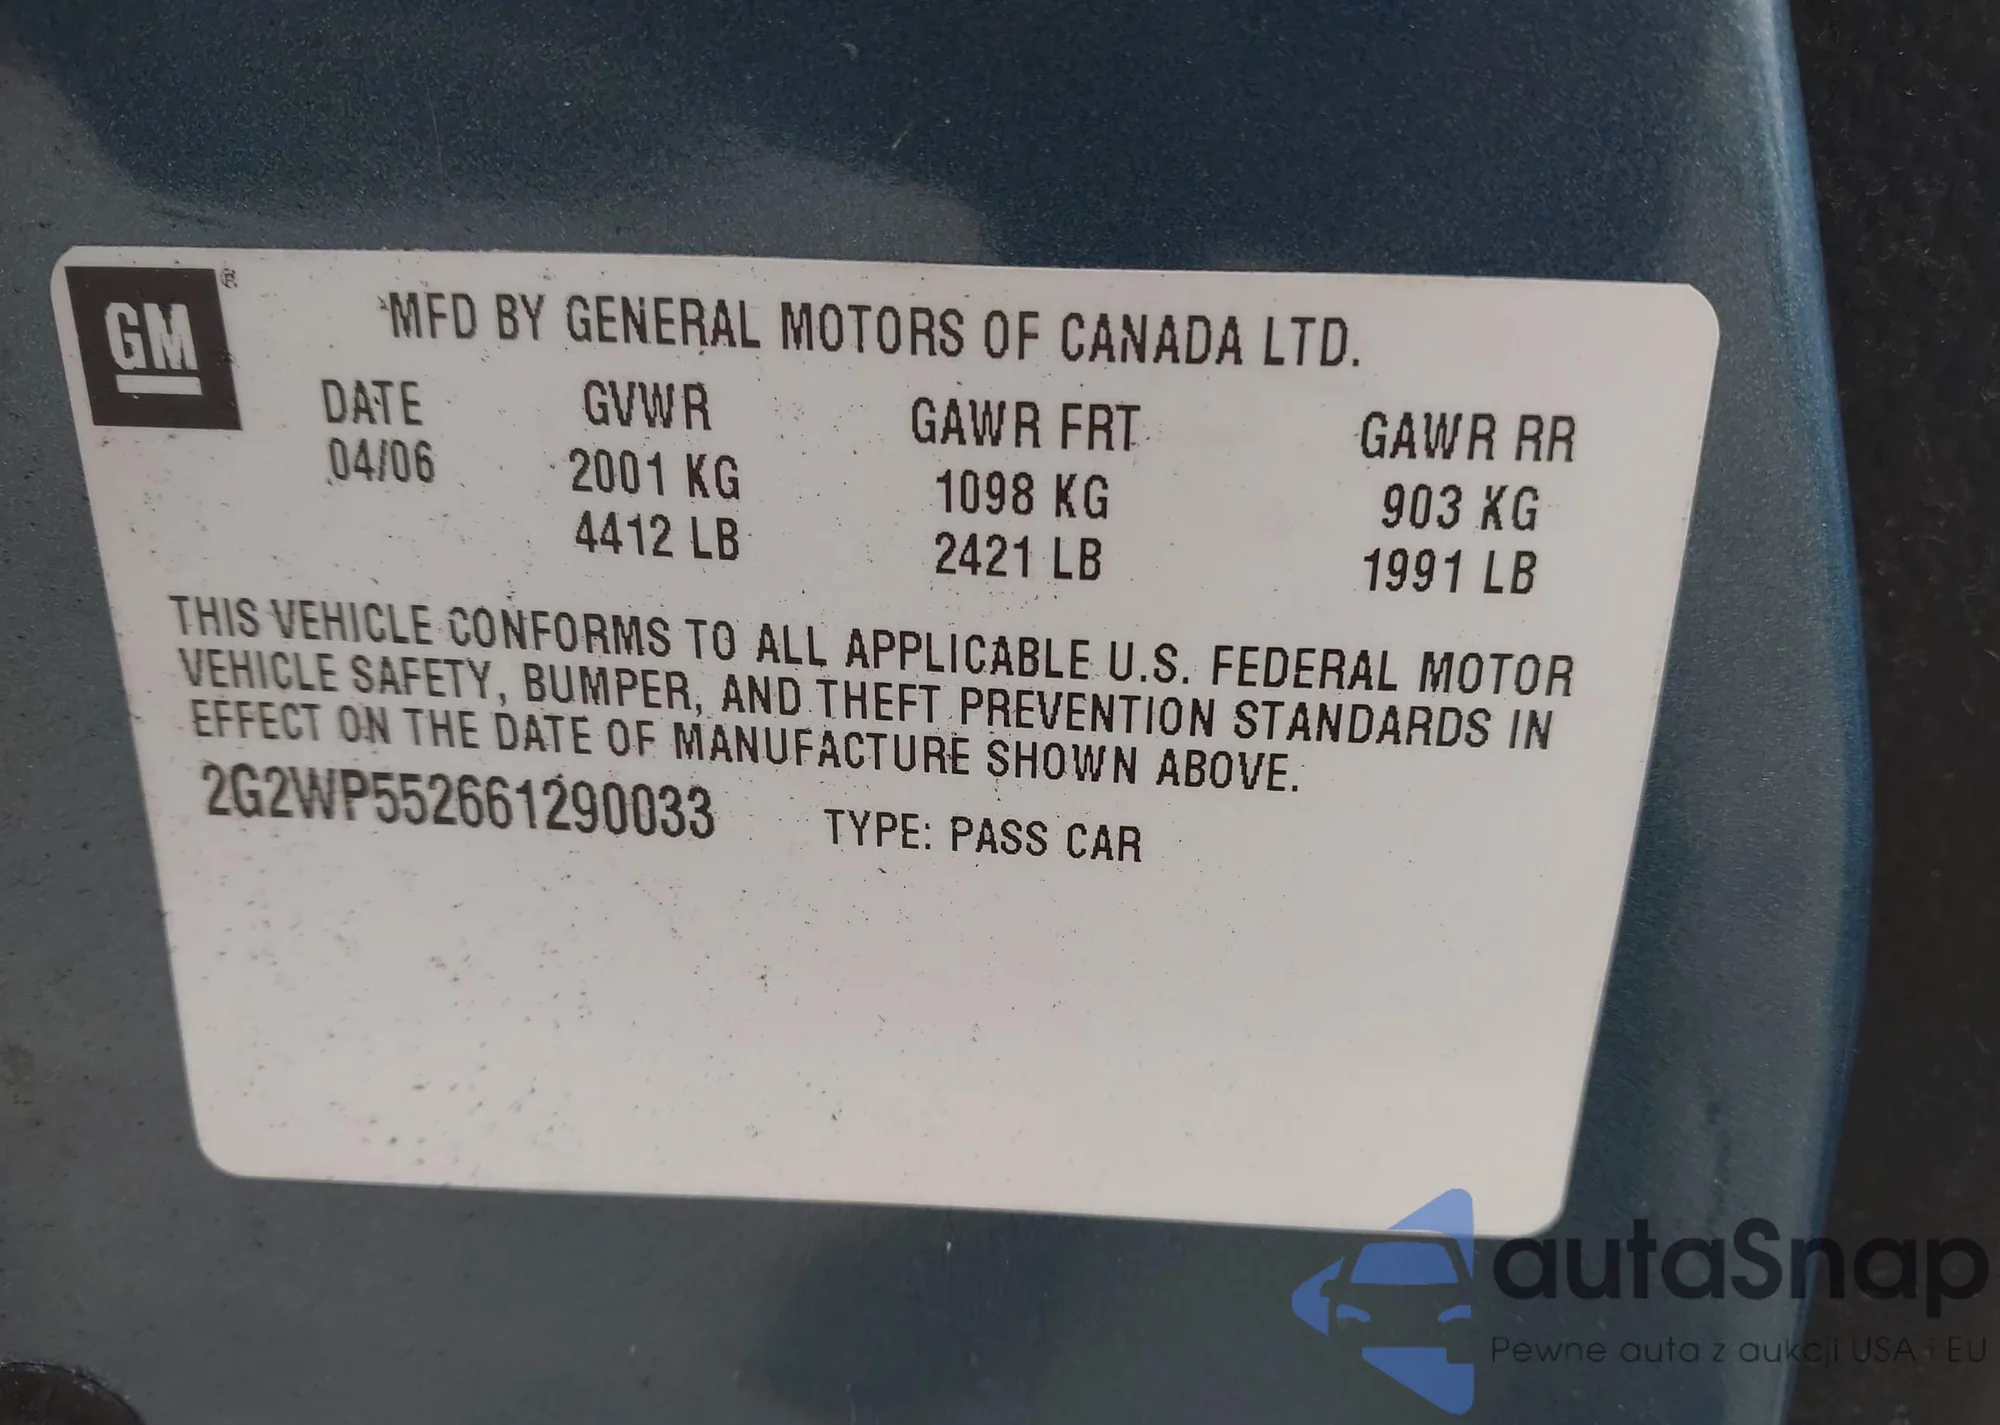 GM ®
MFD BY GENERAL MOTORS OF CANADA LTD.
DATE GVWR GAWR FRT GAWR RR
04/06 2001 KG 1098 KG 903 KG
4412 LB 2421 LB 1991 LB
THIS VEHICLE CONFORMS TO ALL APPLICABLE U.S. FEDERAL MOTOR
VEHICLE SAFETY, BUMPER, AND THEFT PREVENTION STANDARDS IN
EFFECT ON THE DATE OF MANUFACTURE SHOWN ABOVE.
2G2WP552661290033 TYPE: PASS CAR
autaSnap
Pewne auta z aukcji USA i EU